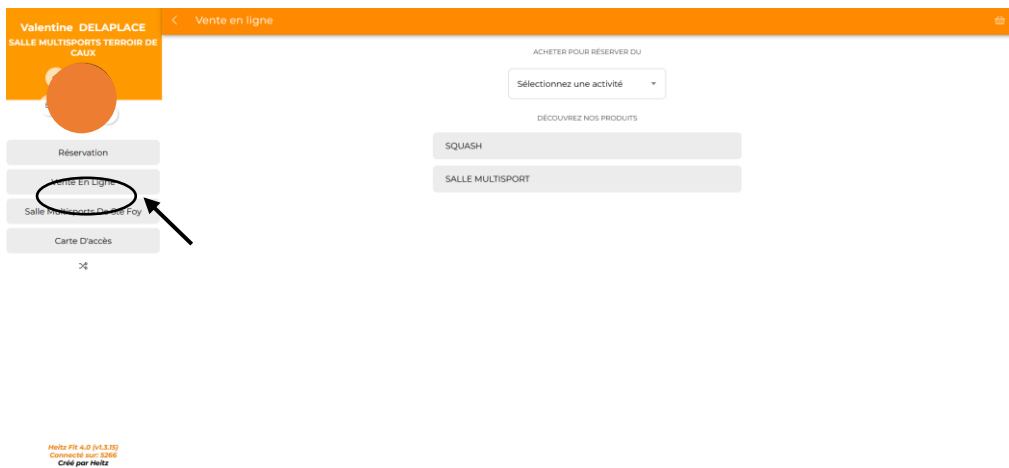 Valentine DELAPLACE
SALLE MULTISPORTS TERROIR DE
CAUX
Réservation
Vente En Ligne
Salle Multisports De Ste Foy
Carte D'accès
Heitz Fit 4.0 (v1.3.15)
Connecté sur: 5266
Créé par Heitz
Vente en ligne
ACHETER POUR RÉSERVER DU
Sélectionnez une activité
DÉCOUVREZ NOS PRODUITS
SQUASH
SALLE MULTISPORT